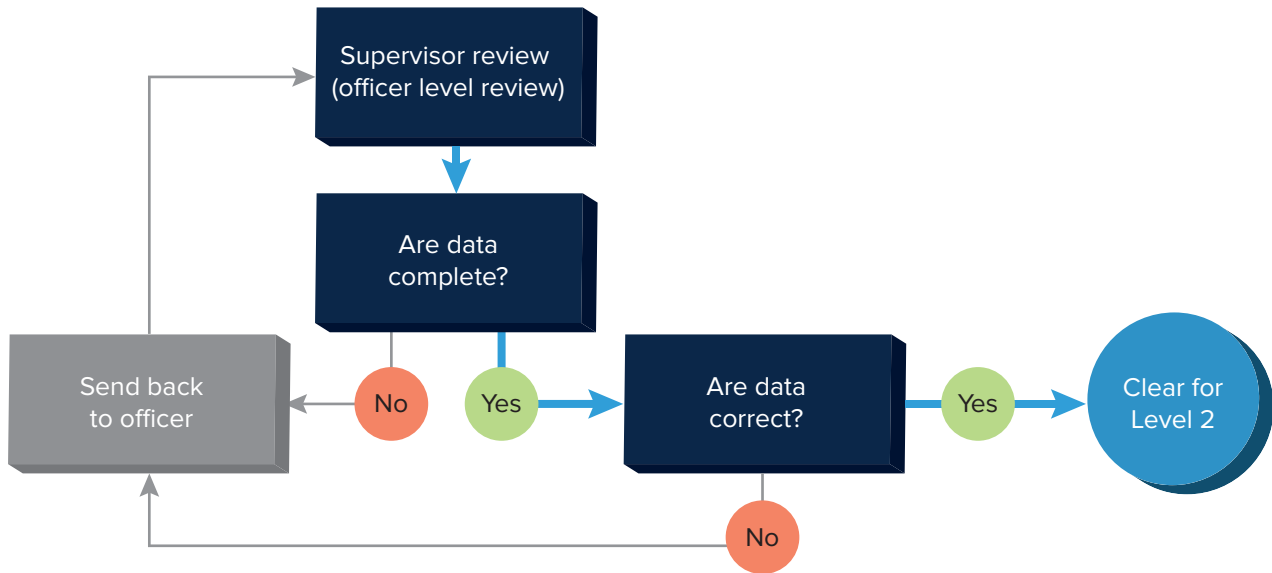 Supervisor review
(officer level review)
Are data
complete?
Send back
to officer
No
Yes
Are data
correct?
Yes
Clear for
Level 2
No